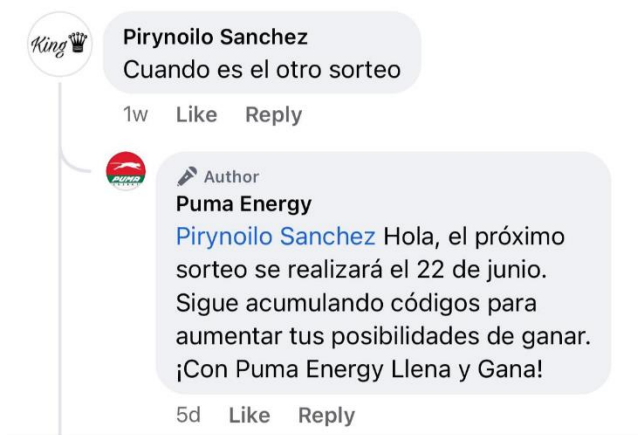 King
Pirynoilo Sanchez
Cuando es el otro sorteo
1w Like Reply
PUMA
Author
Puma Energy
Pirynoilo Sanchez Hola, el próximo
sorteo se realizará el 22 de junio.
Sigue acumulando códigos para
aumentar tus posibilidades de ganar.
¡Con Puma Energy Llena y Gana!
5d Like Reply